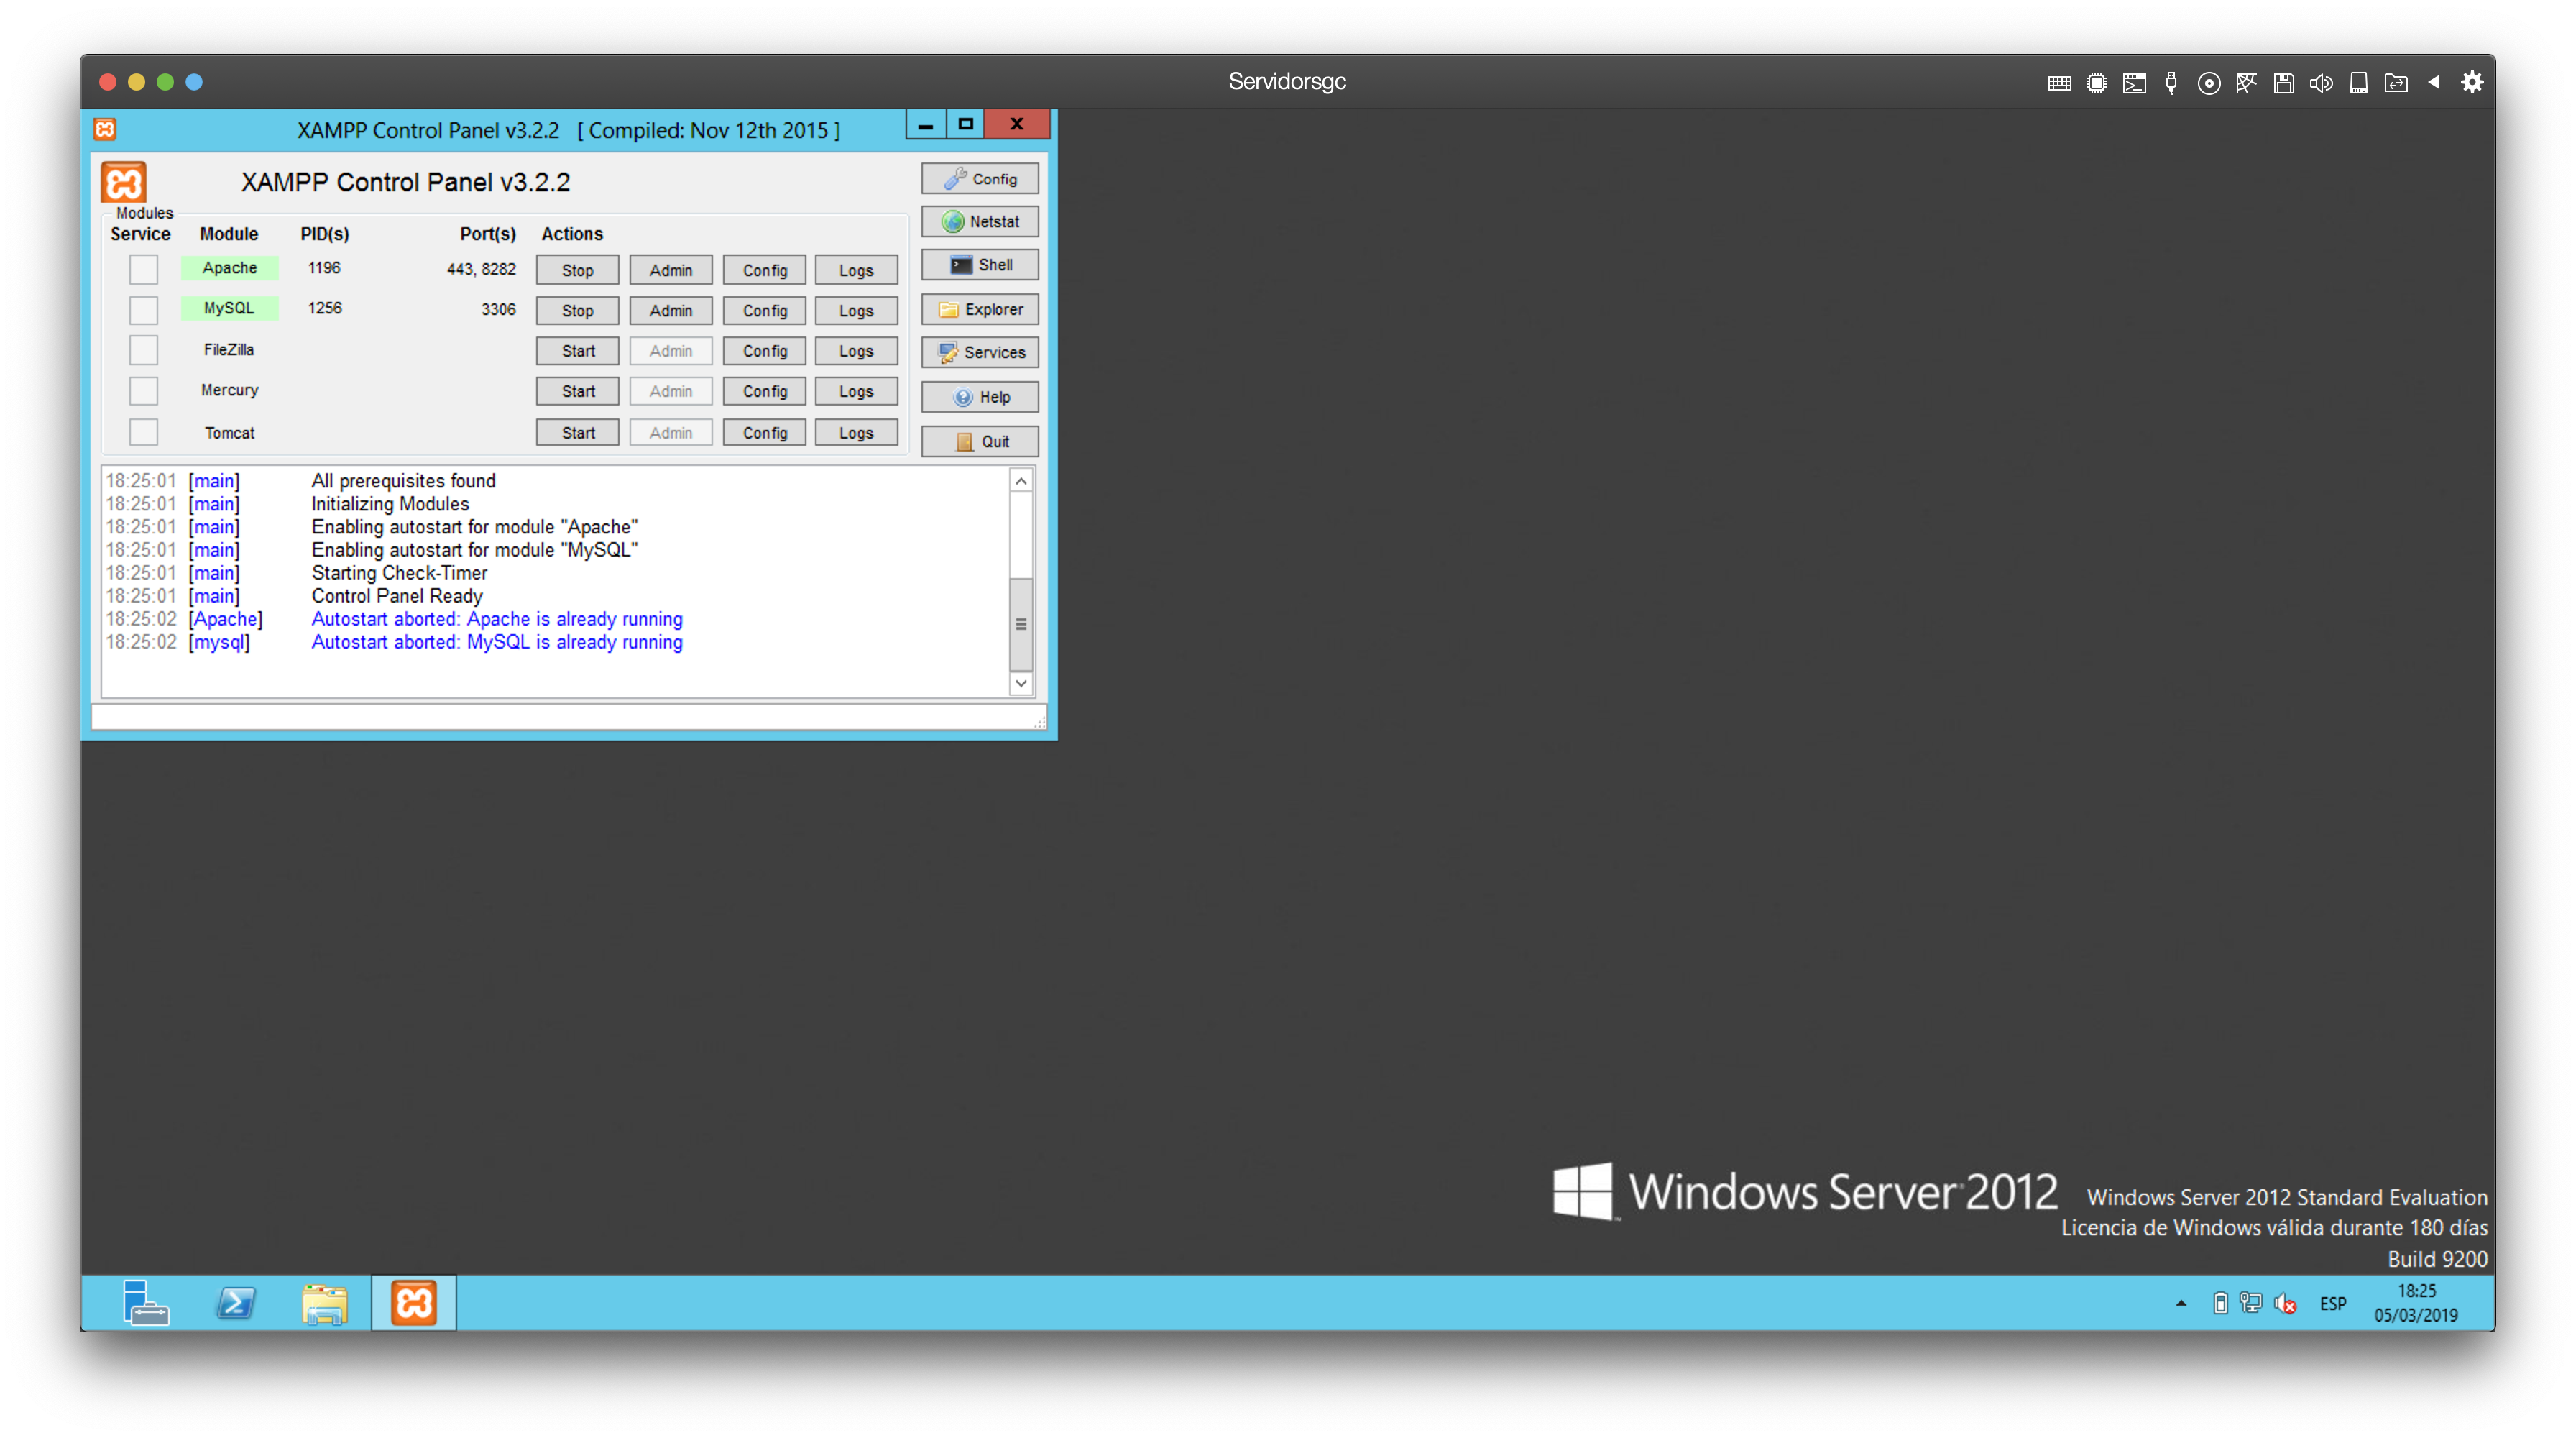 Servidorsgc
XAMPP Control Panel v3.2.2 [ Compiled: Nov 12th 2015 ]
XAMPP Control Panel v3.2.2
Config
Modules
Netstat
Service Module PID(s) Port(s) Actions
Apache 1196 443, 8282 Stop Admin Config Logs
Shell
MySQL 1256 3306 Stop Admin Config Logs
Explorer
FileZilla Start Admin Config Logs
Services
Mercury Start Admin Config Logs
Help
Tomcat Start Admin Config Logs
Quit
18:25:01 [main] All prerequisites found
18:25:01 [main] Initializing Modules
18:25:01 [main] Enabling autostart for module "Apache"
18:25:01 [main] Enabling autostart for module "MySQL"
18:25:01 [main] Starting Check-Timer
18:25:01 [main] Control Panel Ready
18:25:02 [Apache] Autostart aborted: Apache is already running
18:25:02 [mysql] Autostart aborted: MySQL is already running
Windows Server 2012
Windows Server 2012 Standard Evaluation
Licencia de Windows válida durante 180 días
Build 9200
ESP
18:25
05/03/2019